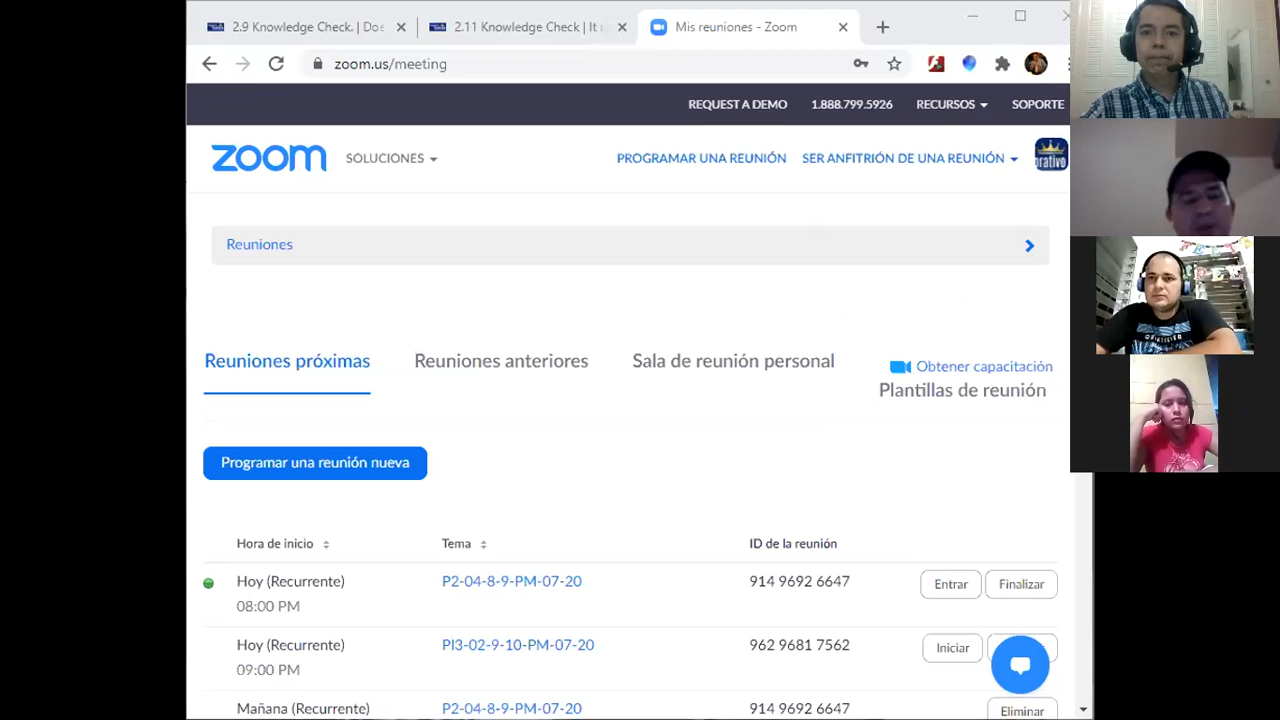 2.9 Knowledge Check. | Doe
2.11 Knowledge Check | It u
Mis reuniones - Zoom
zoom.us/meeting
REQUEST A DEMO
1.888.799.5926
RECURSOS
SOPORTE
zoom
SOLUCIONES
PROGRAMAR UNA REUNIÓN
SER ANFITRIÓN DE UNA REUNIÓN
orativo
Reuniones
Reuniones próximas
Reuniones anteriores
Sala de reunión personal
Obtener capacitación
Plantillas de reunión
Programar una reunión nueva
Hora de inicio
Tema
ID de la reunión
Hoy (Recurrente)
08:00 PM
P2-04-8-9-PM-07-20
914 9692 6647
Entrar
Finalizar
Hoy (Recurrente)
09:00 PM
PI3-02-9-10-PM-07-20
962 9681 7562
Iniciar
Mañana (Recurrente)
P2-04-8-9-PM-07-20
914 9692 6647
Eliminar